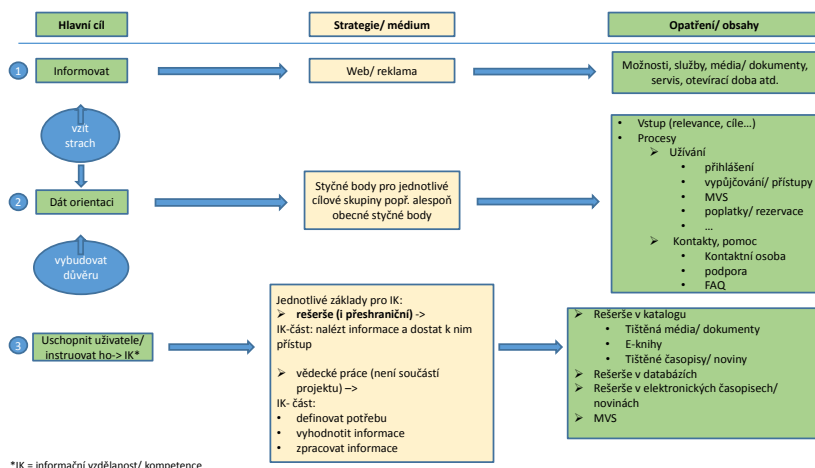 Hlavní cíl
Strategie/ médium
Opatření/ obsahy
1
Informovat
Web/ reklama
Možnosti, služby, média/ dokumenty,
servis, otevírací doba atd.
vzít
strach
2
Dát orientaci
Styčné body pro jednotlivé
cílové skupiny popř. alespoň
obecné styčné body
• Vstup (relevance, cíle…)
• Procesy
➢ Užívání
• přihlášení
• vypůjčování/ přístupy
• MVS
• poplatky/ rezervace
• …
➢ Kontakty, pomoc
• Kontaktní osoba
• podpora
• FAQ
vybudovat
důvěru
3
Uschopnit uživatele/
instruovat ho-> IK*
Jednotlivé základy pro IK:
➢ rešerše (i přeshraniční) ->
IK-část: nalézt informace a dostat k nim
přístup
➢ vědecké práce (není součástí
projektu) –>
IK- část:
• definovat potřebu
• vyhodnotit informace
• zpracovat informace
➢ Rešerše v katalogu
• Tištěná média/ dokumenty
• E-knihy
• Tištěné časopisy/ noviny
➢ Rešerše v databázích
➢ Rešerše v elektronických časopisech/
novinách
➢ MVS
*IK = informační vzdělanost/ kompetence